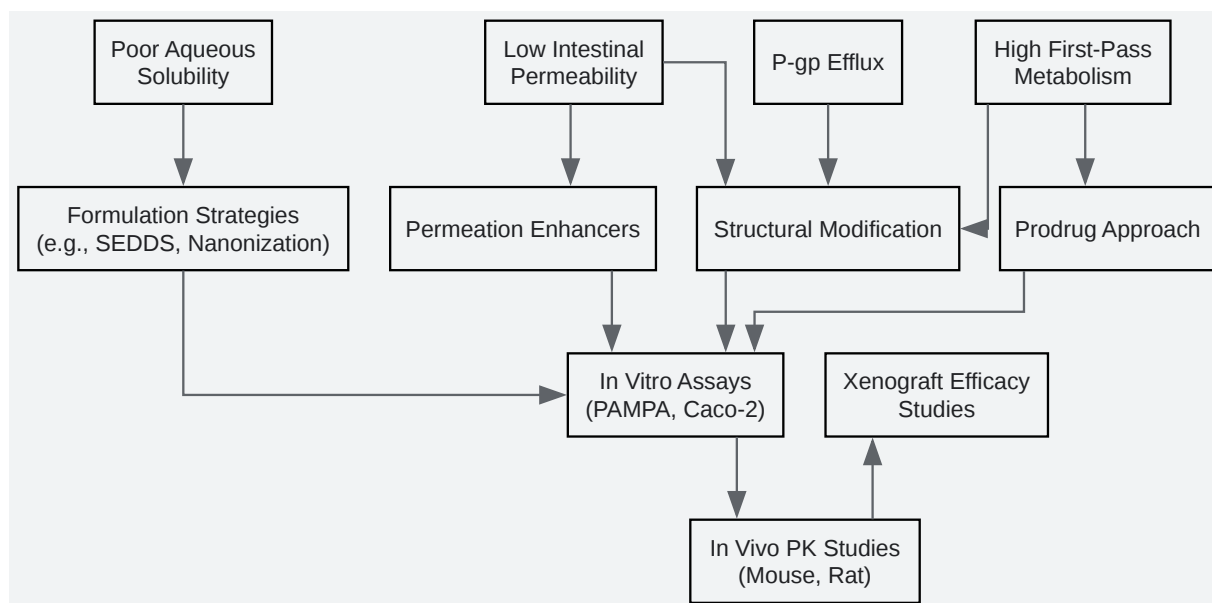 Poor Aqueous
Solubility
Low Intestinal
Permeability
P-gp Efflux
High First-Pass
Metabolism
Formulation Strategies
(e.g., SEDDS, Nanonization)
Permeation Enhancers
Structural Modification
Prodrug Approach
In Vitro Assays
(PAMPA, Caco-2)
Xenograft Efficacy
Studies
In Vivo PK Studies
(Mouse, Rat)